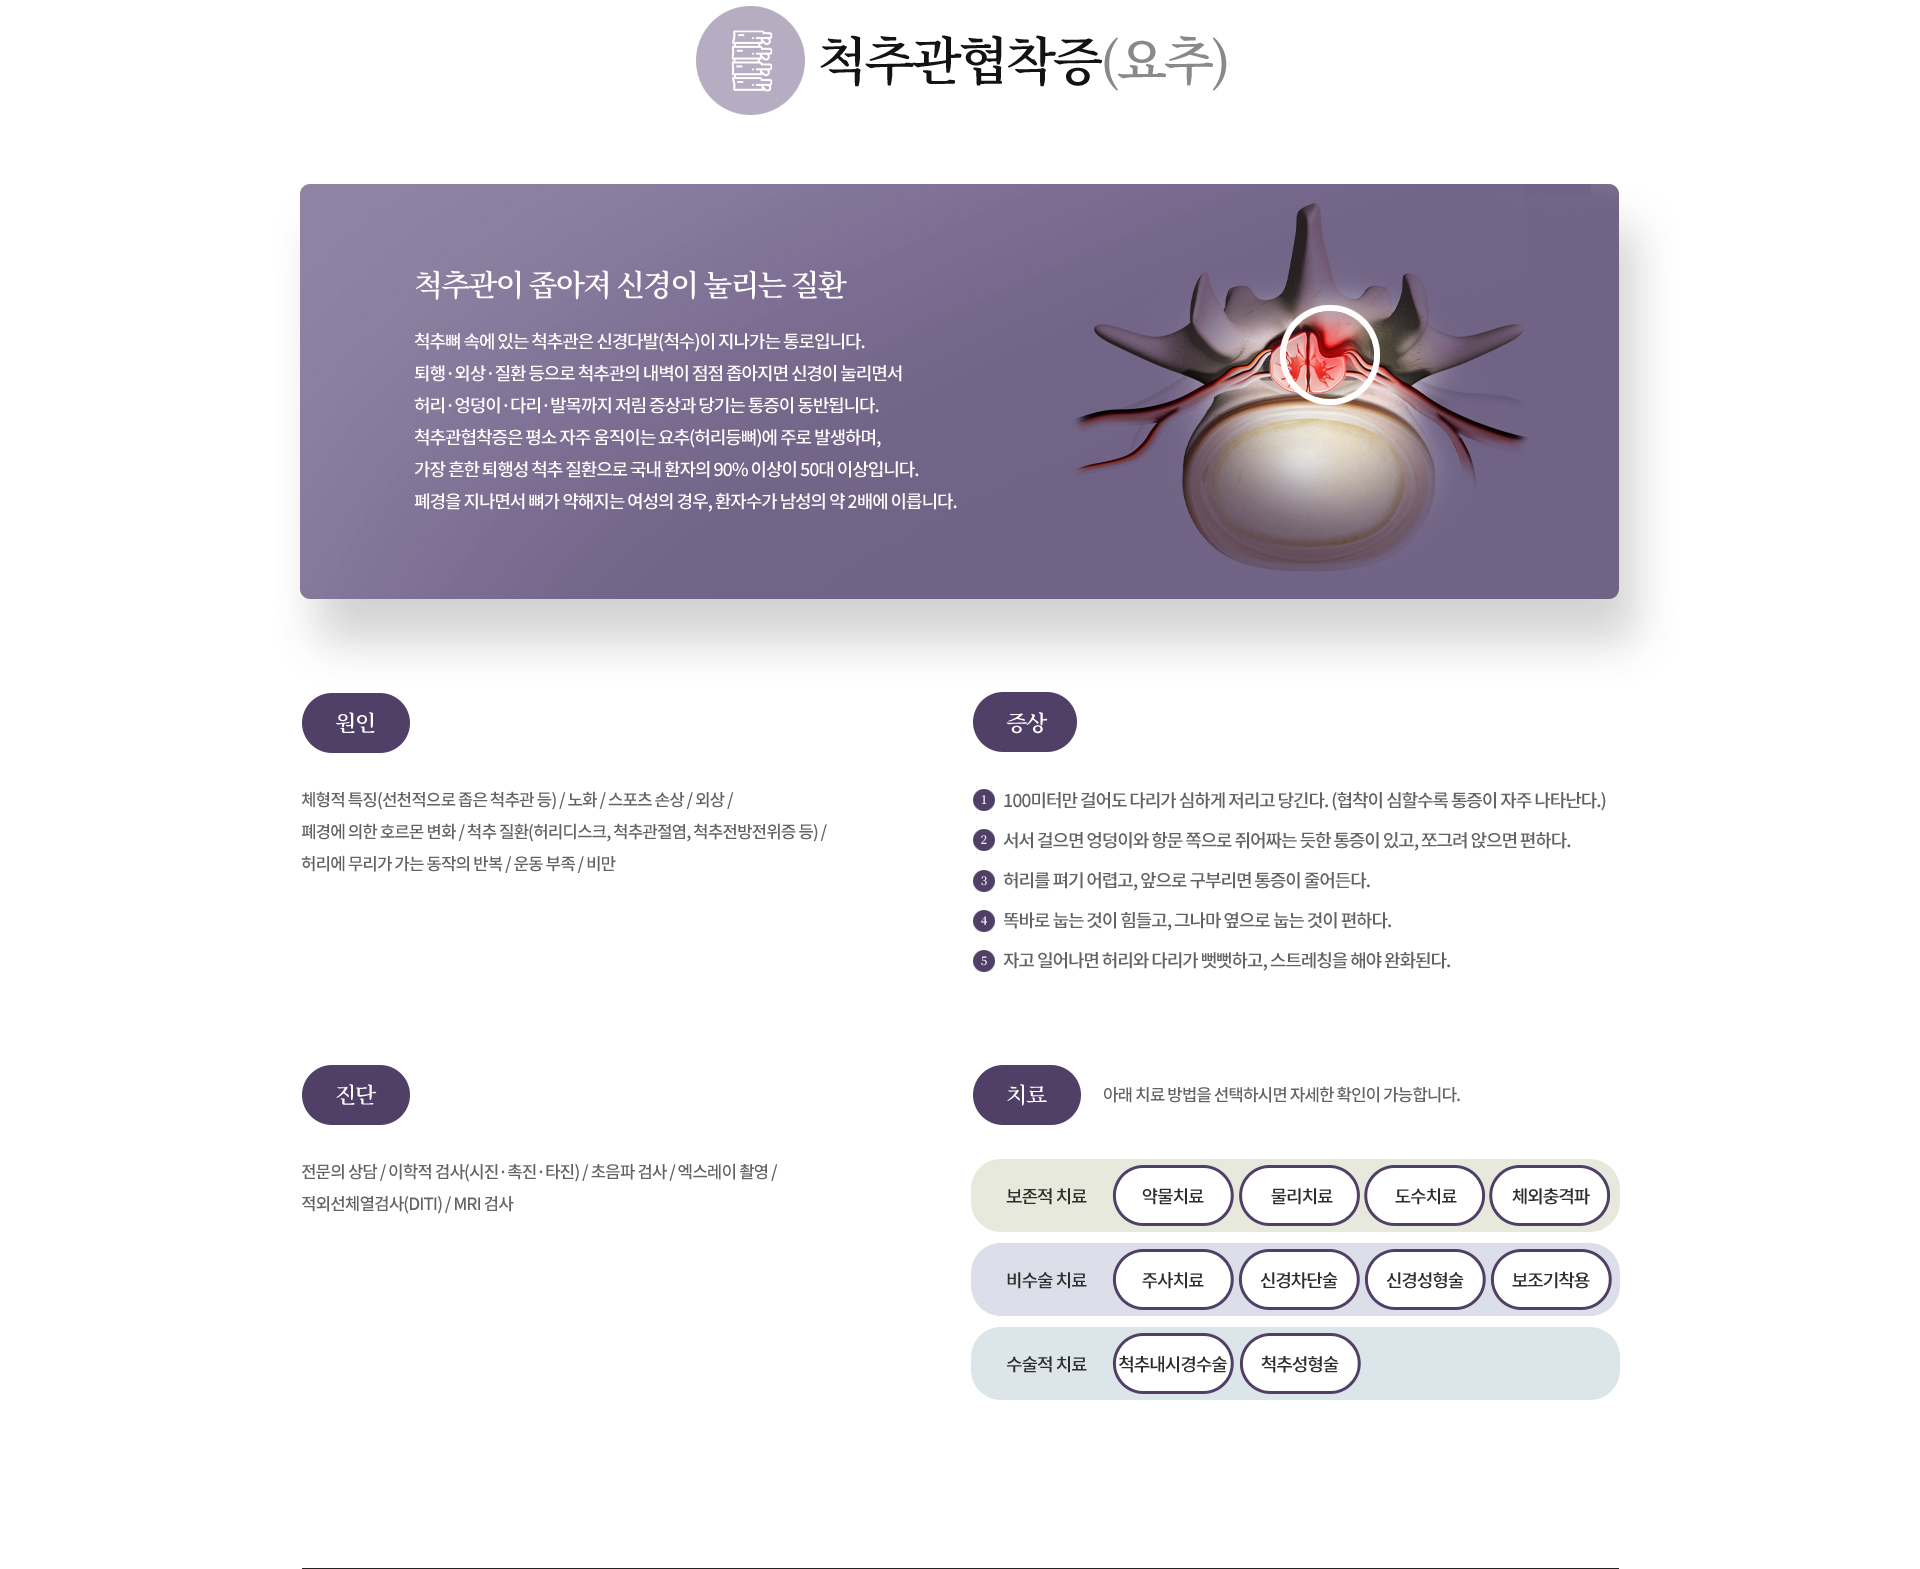 척추관협착증(요추)
척추관이 좁아져 신경이 눌리는 질환
척추뼈 속에 있는 척추관은 신경다발(척수)이 지나가는 통로입니다.
퇴행·외상·질환 등으로 척추관의 내벽이 점점 좁아지면 신경이 눌리면서
허리·엉덩이·다리·발목까지 저림 증상과 당기는 통증이 동반됩니다.
척추관협착증은 평소 자주 움직이는 요추(허리등뼈)에 주로 발생하며,
가장 흔한 퇴행성 척추 질환으로 국내 환자의 90% 이상이 50대 이상입니다.
폐경을 지나면서 뼈가 약해지는 여성의 경우, 환자수가 남성의 약 2배에 이릅니다.
원인
체형적 특징(선천적으로 좁은 척추관 등) / 노화 / 스포츠 손상 / 외상 /
폐경에 의한 호르몬 변화 / 척추 질환(허리디스크, 척추관절염, 척추전방전위증 등) /
허리에 무리가 가는 동작의 반복 / 운동 부족 / 비만
증상
1 100미터만 걸어도 다리가 심하게 저리고 당긴다. (협착이 심할수록 통증이 자주 나타난다.)
2 서서 걸으면 엉덩이와 항문 쪽으로 쥐어짜는 듯한 통증이 있고, 쪼그려 앉으면 편하다.
3 허리를 펴기 어렵고, 앞으로 구부리면 통증이 줄어든다.
4 똑바로 눕는 것이 힘들고, 그나마 옆으로 눕는 것이 편하다.
5 자고 일어나면 허리와 다리가 뻣뻣하고, 스트레칭을 해야 완화된다.
진단
전문의 상담 / 이학적 검사(시진·촉진·타진) / 초음파 검사 / 엑스레이 촬영 /
적외선체열검사(DITI) / MRI 검사
치료 아래 치료 방법을 선택하시면 자세한 확인이 가능합니다.
보존적 치료 약물치료 물리치료 도수치료 체외충격파
비수술 치료 주사치료 신경차단술 신경성형술 보조기착용
수술적 치료 척추내시경수술 척추성형술